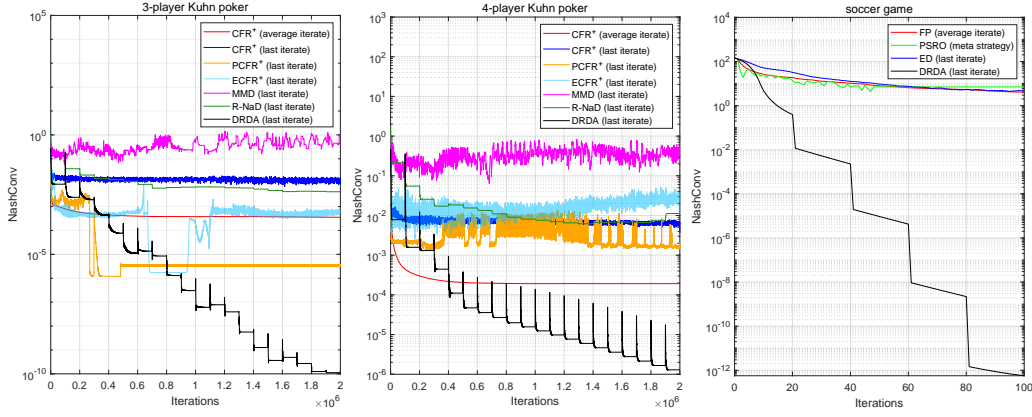 3-player Kuhn poker
10^5
10^0
10^-5
10^-10
NashConv
0 0.2 0.4 0.6 0.8 1 1.2 1.4 1.6 1.8 2
Iterations ×10^6
CFR^+ (average iterate)
CFR^+ (last iterate)
PCFR^+ (last iterate)
ECFR^+ (last iterate)
MMD (last iterate)
R-NaD (last iterate)
DRDA (last iterate)
4-player Kuhn poker
10^3
10^2
10^1
10^0
10^-1
10^-2
10^-3
10^-4
10^-5
10^-6
NashConv
0 0.2 0.4 0.6 0.8 1 1.2 1.4 1.6 1.8 2
Iterations ×10^6
CFR^+ (average iterate)
CFR^+ (last iterate)
PCFR^+ (last iterate)
ECFR^+ (last iterate)
MMD (last iterate)
R-NaD (last iterate)
DRDA (last iterate)
soccer game
10^4
10^2
10^0
10^-2
10^-4
10^-6
10^-8
10^-10
10^-12
NashConv
0 20 40 60 80 100
Iterations
FP (average iterate)
PSRO (meta strategy)
ED (last iterate)
DRDA (last iterate)